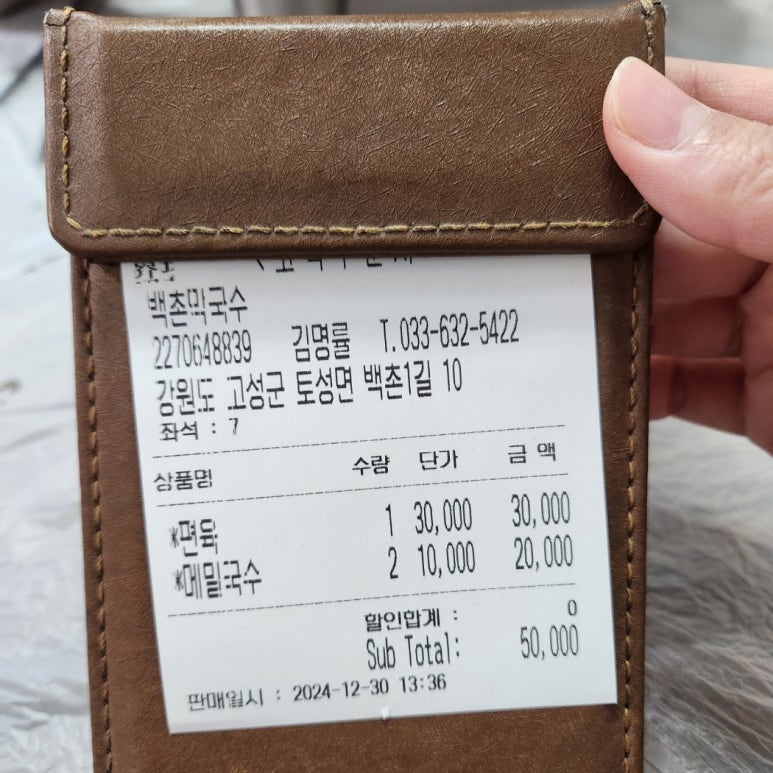 백촌막국수
2270648839 김명률 T.033-632-5422
강원도 고성군 토성면 백촌1길 10
좌석 : 7
상품명 수량 단가 금 액
*편육 1 30,000 30,000
*메밀국수 2 10,000 20,000
할인합계 : 0
Sub Total: 50,000
판매일시 : 2024-12-30 13:36